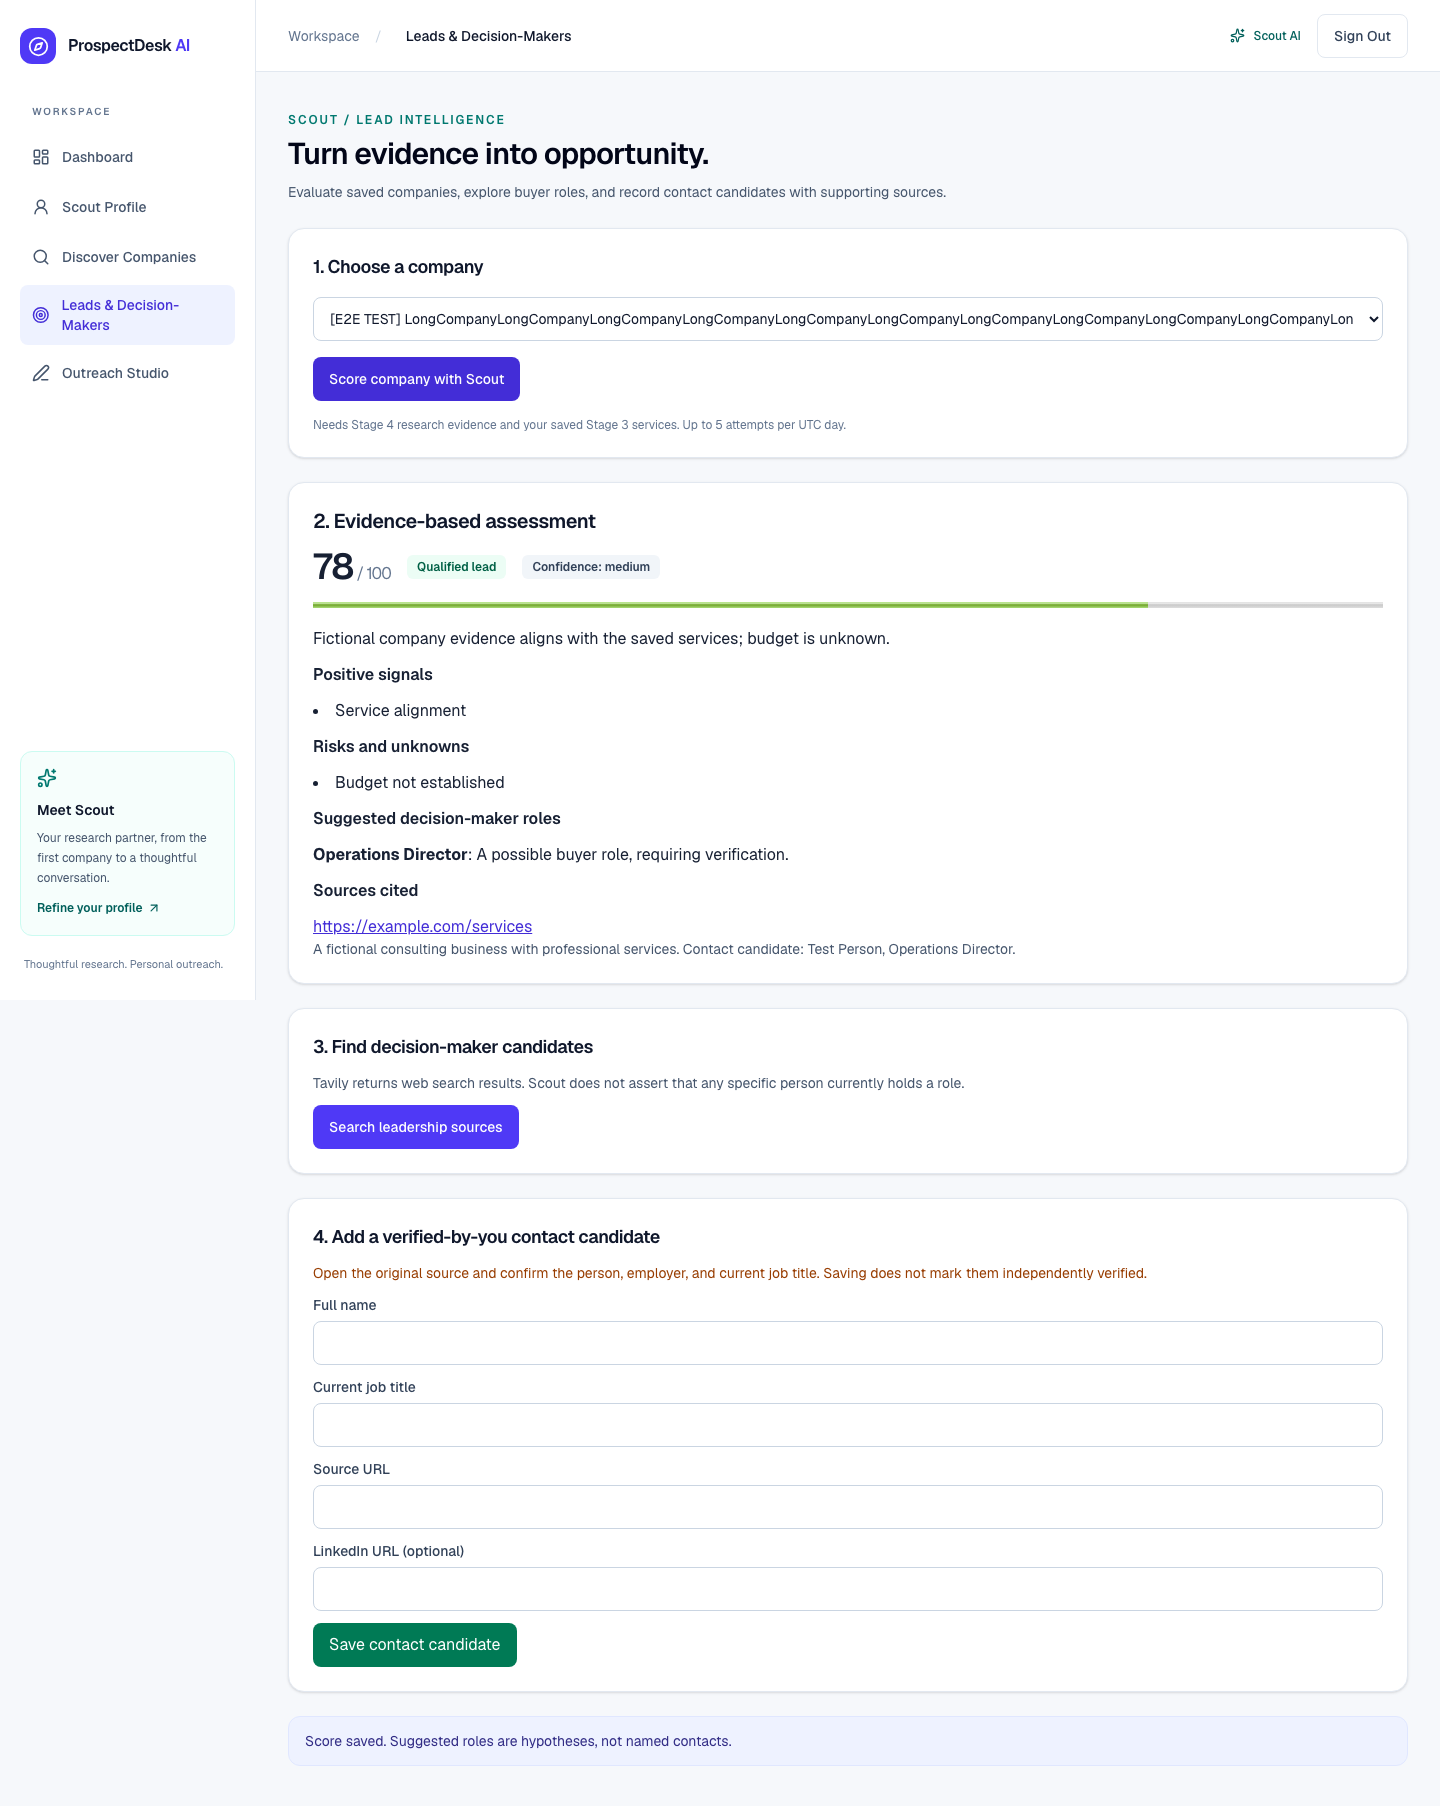 ProspectDesk AI
WORKSPACE
Dashboard
Scout Profile
Discover Companies
Leads & Decision-
Makers
Outreach Studio
Meet Scout
Your research partner, from the
first company to a thoughtful
conversation.
Refine your profile
Thoughtful research. Personal outreach.
Workspace / Leads & Decision-Makers
Scout AI
Sign Out
SCOUT / LEAD INTELLIGENCE
Turn evidence into opportunity.
Evaluate saved companies, explore buyer roles, and record contact candidates with supporting sources.
1. Choose a company
[E2E TEST] LongCompanyLongCompanyLongCompanyLongCompanyLongCompanyLongCompanyLongCompanyLongCompanyLongCompanyLongCompanyLon
Score company with Scout
Needs Stage 4 research evidence and your saved Stage 3 services. Up to 5 attempts per UTC day.
2. Evidence-based assessment
78 / 100 Qualified lead Confidence: medium
Fictional company evidence aligns with the saved services; budget is unknown.
Positive signals
• Service alignment
Risks and unknowns
• Budget not established
Suggested decision-maker roles
Operations Director: A possible buyer role, requiring verification.
Sources cited
https://example.com/services
A fictional consulting business with professional services. Contact candidate: Test Person, Operations Director.
3. Find decision-maker candidates
Tavily returns web search results. Scout does not assert that any specific person currently holds a role.
Search leadership sources
4. Add a verified-by-you contact candidate
Open the original source and confirm the person, employer, and current job title. Saving does not mark them independently verified.
Full name
Current job title
Source URL
LinkedIn URL (optional)
Save contact candidate
Score saved. Suggested roles are hypotheses, not named contacts.